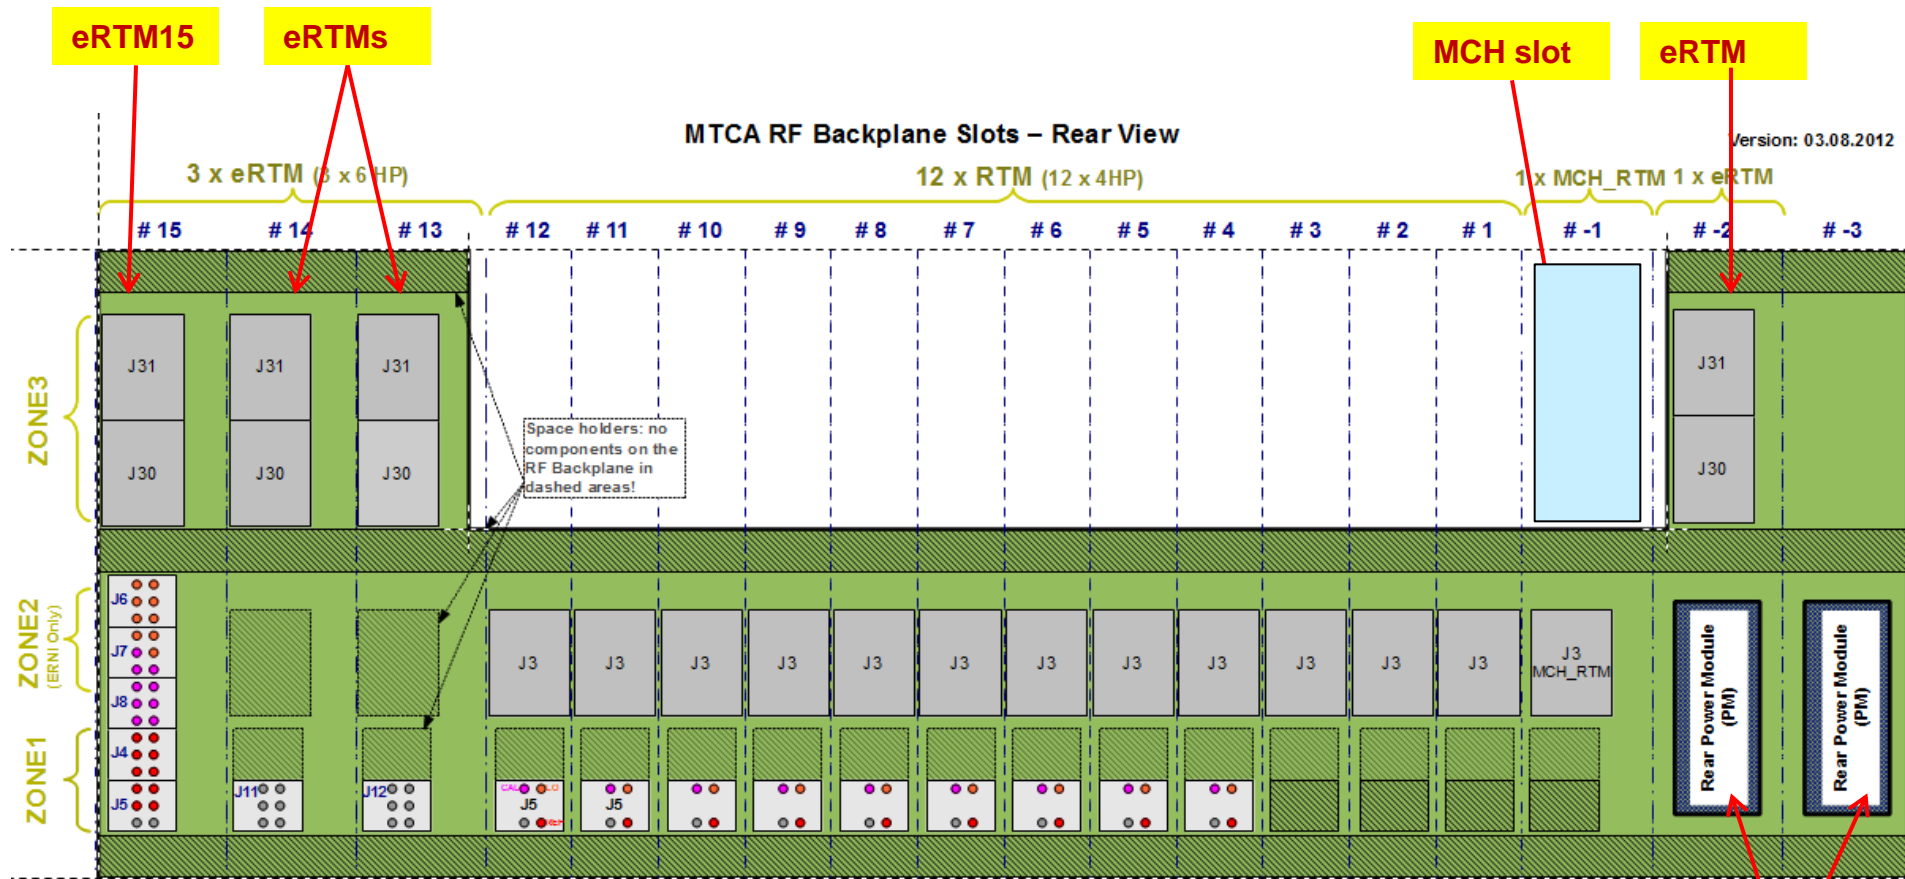 eRTM15
eRTMs
MCH slot
eRTM
MTCA RF Backplane Slots – Rear View
Version: 03.08.2012
3 x eRTM (3 x 6 HP)
12 x RTM (12 x 4HP)
1 x MCH_RTM
1 x eRTM
# 15
# 14
# 13
# 12
# 11
# 10
# 9
# 8
# 7
# 6
# 5
# 4
# 3
# 2
# 1
# -1
# -2
# -3
ZONE3
J31
J31
J31
J31
J30
J30
J30
J30
Space holders: no
components on the
RF Backplane in
dashed areas!
ZONE2
(ERNI Only)
J6
J7
J8
J3
J3
J3
J3
J3
J3
J3
J3
J3
J3
J3
J3
J3
MCH_RTM
Rear Power Module
(PM)
Rear Power Module
(PM)
ZONE1
J4
J5
J11
J12
CAL
LO
J5
REF
J5